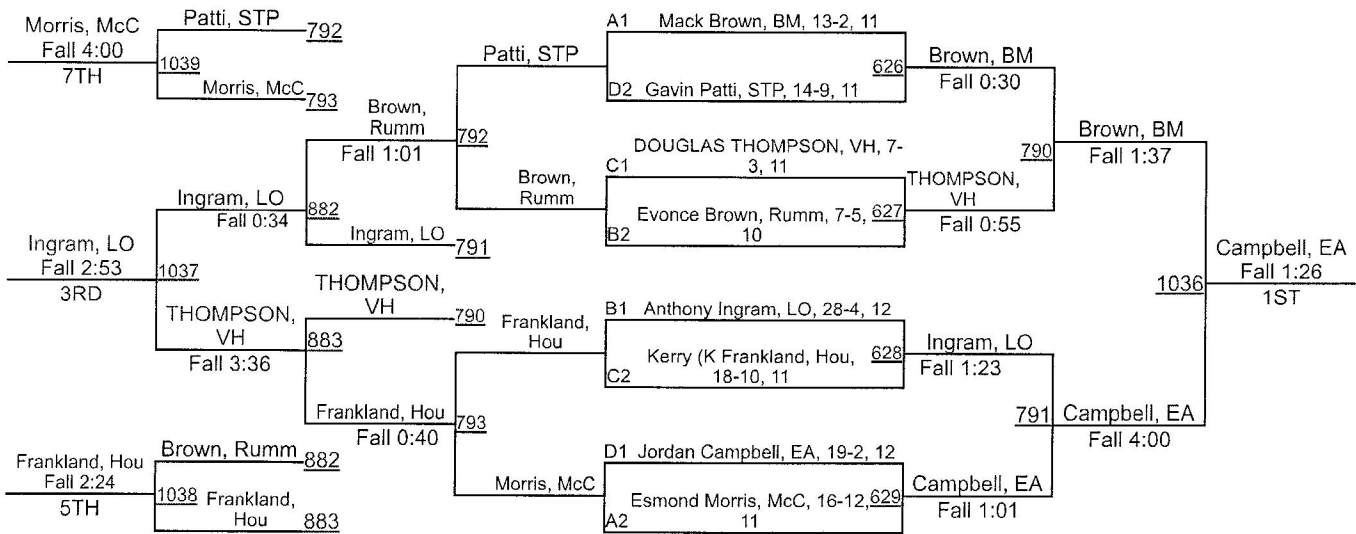 Morris, McC
Fall 4:00
7TH
Patti, STP
792
1039
Morris, McC
793
Brown,
Rumm
Fall 1:01
792
Ingram, LO
Fall 0:34
882
Ingram, LO
791
Ingram, LO
Fall 2:53
3RD
1037
THOMPSON,
VH
Fall 3:36
883
THOMPSON,
VH
790
Frankland, Hou
Fall 0:40
793
Frankland, Hou
Fall 2:24
5TH
Brown, Rumm
882
1038
Frankland,
Hou
883
Patti, STP
Brown,
Rumm
Frankland,
Hou
Morris, McC
A1 Mack Brown, BM, 13-2, 11
626
D2 Gavin Patti, STP, 14-9, 11
DOUGLAS THOMPSON, VH, 7-
C1 3, 11
Evonce Brown, Rumm, 7-5, 627
B2 10
B1 Anthony Ingram, LO, 28-4, 12
Kerry (K Frankland, Hou, 628
C2 18-10, 11
D1 Jordan Campbell, EA, 19-2, 12
Esmond Morris, McC, 16-12, 629
A2 11
Brown, BM
Fall 0:30
790
THOMPSON,
VH
Fall 0:55
Ingram, LO
Fall 1:23
791
Campbell, EA
Fall 1:01
Brown, BM
Fall 1:37
1036
Campbell, EA
Fall 4:00
Campbell, EA
Fall 1:26
1ST